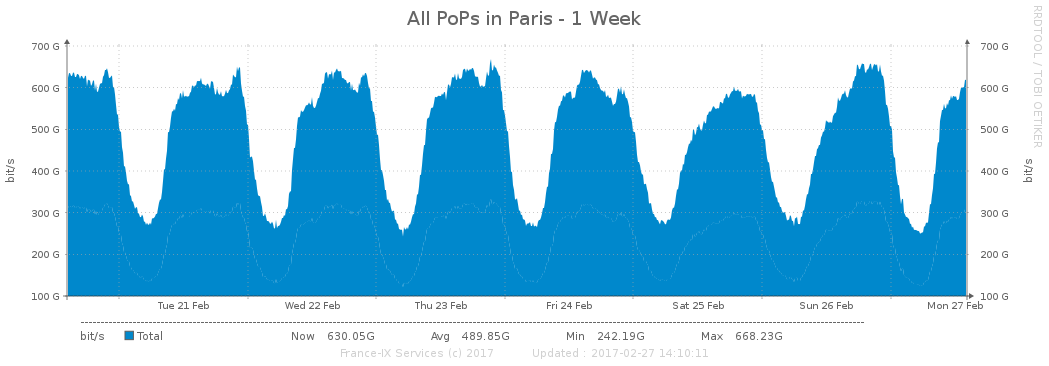 All PoPs in Paris - 1 Week
RRDTOOL / TOBI OETIKER
bit/s
700 G
600 G
500 G
400 G
300 G
200 G
100 G
700 G
600 G
500 G
400 G
300 G
200 G
100 G
bit/s
Tue 21 Feb Wed 22 Feb Thu 23 Feb Fri 24 Feb Sat 25 Feb Sun 26 Feb Mon 27 Feb
bit/s Total Now 630.05G Avg 489.85G Min 242.19G Max 668.23G
France-IX Services (c) 2017 Updated : 2017-02-27 14:10:11